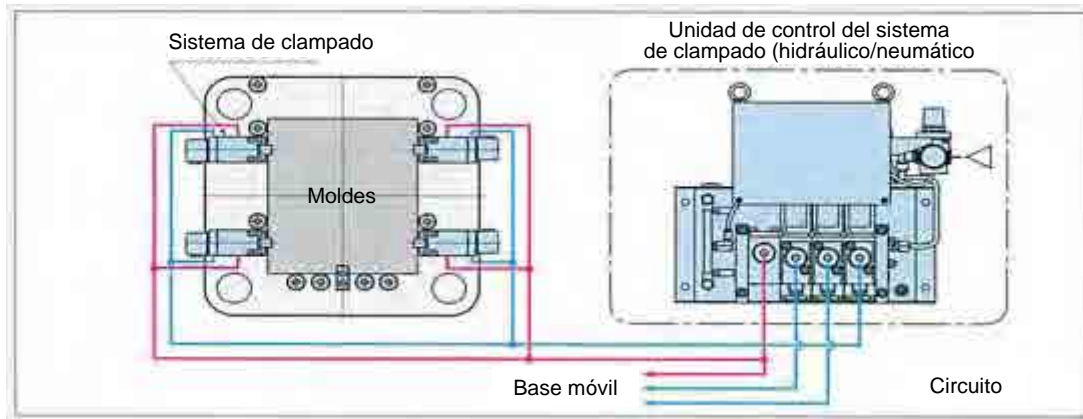 Sistema de clampado
Unidad de control del sistema
de clampado (hidráulico/neumático
Moldes
Base móvil
Circuito